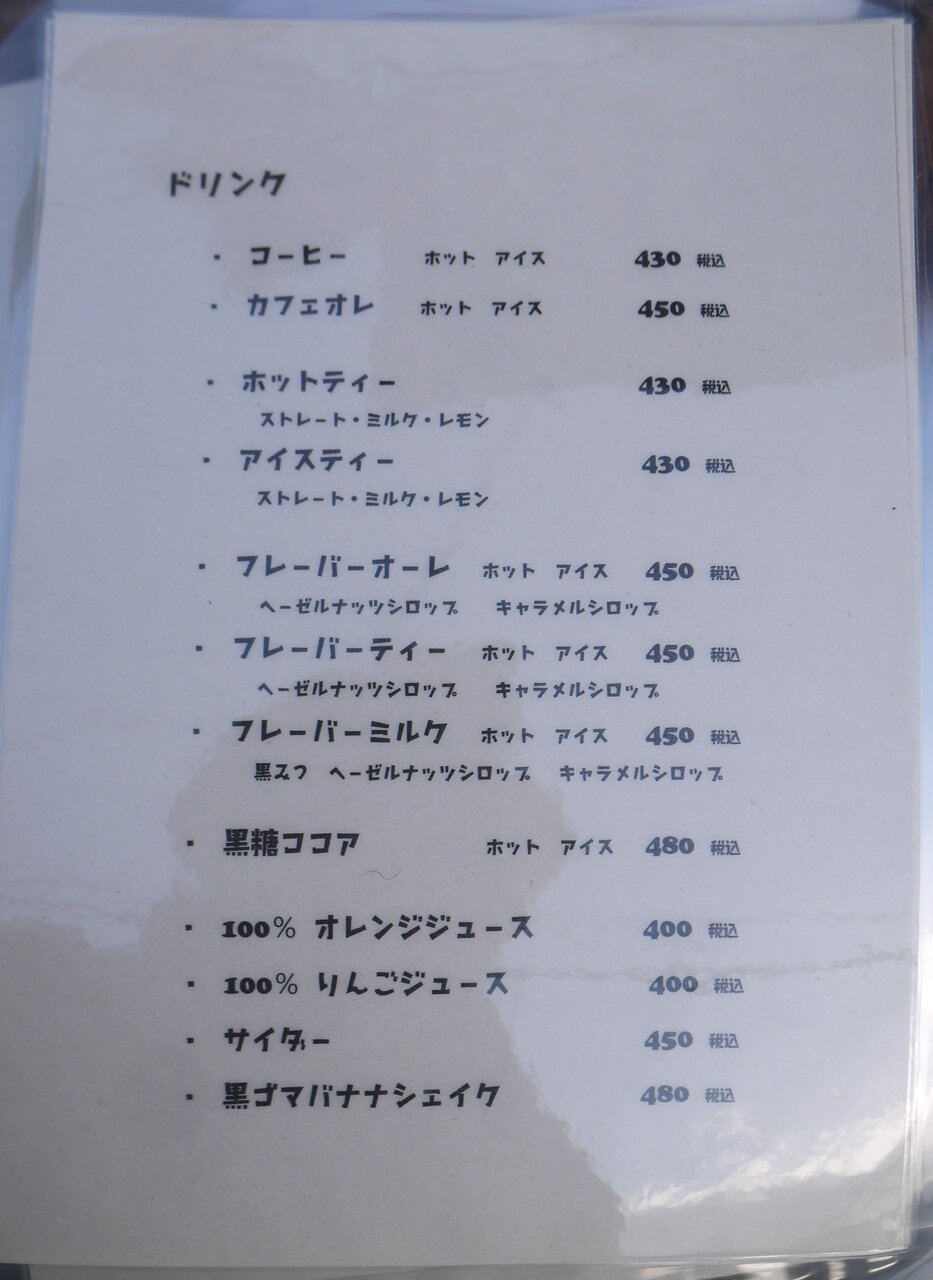 ドリンク
・ コーヒー ホット アイス 430 税込
・ カフェオレ ホット アイス 450 税込
・ ホットティー 430 税込
ストレート・ミルク・レモン
・ アイスティー 430 税込
ストレート・ミルク・レモン
・ フレーバーオーレ ホット アイス 450 税込
ヘーゼルナッツシロップ キャラメルシロップ
・ フレーバーティー ホット アイス 450 税込
ヘーゼルナッツシロップ キャラメルシロップ
・ フレーバーミルク ホット アイス 450 税込
黒みつ ヘーゼルナッツシロップ キャラメルシロップ
・ 黒糖ココア ホット アイス 480 税込
・ 100% オレンジジュース 400 税込
・ 100% りんごジュース 400 税込
・ サイダー 450 税込
・ 黒ゴマバナナシェイク 480 税込